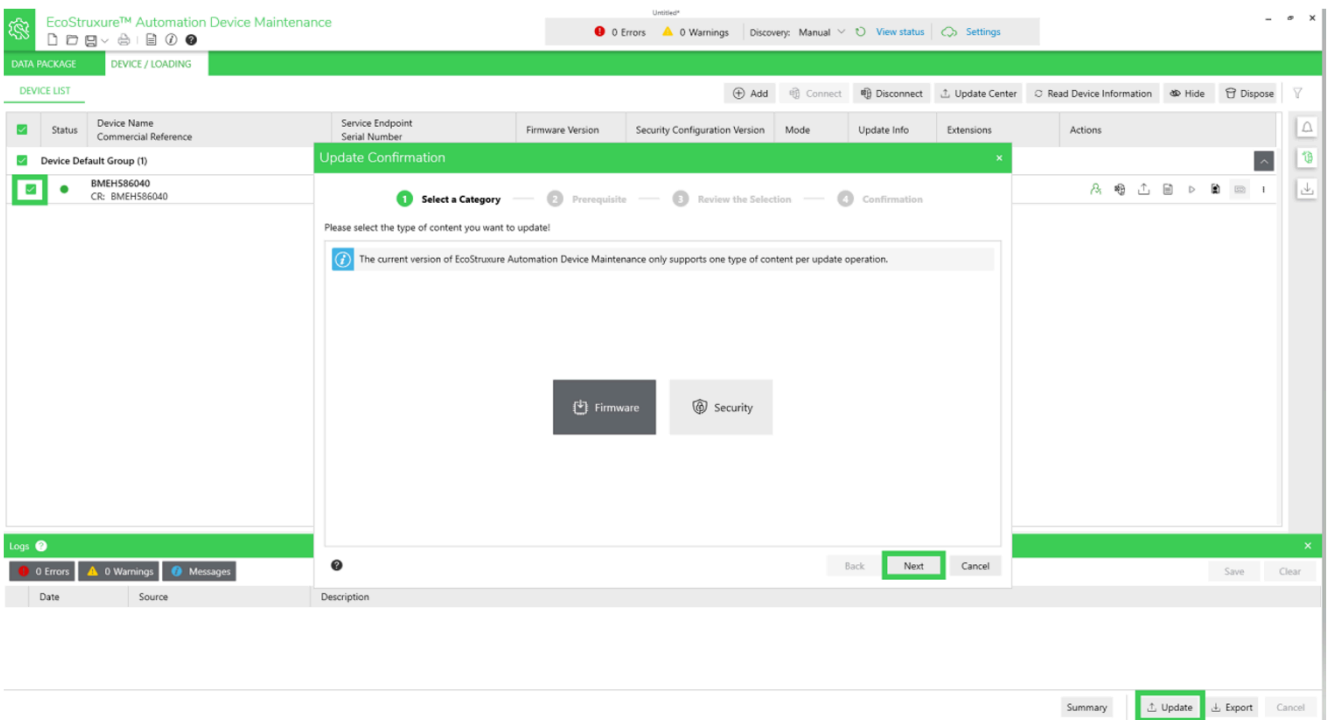 Untitled*
EcoStruxure™ Automation Device Maintenance
0 Errors 0 Warnings Discovery: Manual View status Settings
DATA PACKAGE DEVICE / LOADING
DEVICE LIST
Add Connect Disconnect Update Center Read Device Information Hide Dispose
Status Device Name Service Endpoint Firmware Version Security Configuration Version Mode Update Info Extensions Actions
Commercial Reference Serial Number
Device Default Group (1)
BMEH586040
CR: BMEH586040
Update Confirmation
1 Select a Category 2 Prerequisite 3 Review the Selection 4 Confirmation
Please select the type of content you want to update!
The current version of EcoStruxure Automation Device Maintenance only supports one type of content per update operation.
Firmware Security
Back Next Cancel
Logs
0 Errors 0 Warnings Messages Save Clear
Date Source Description
Summary Update Export Cancel